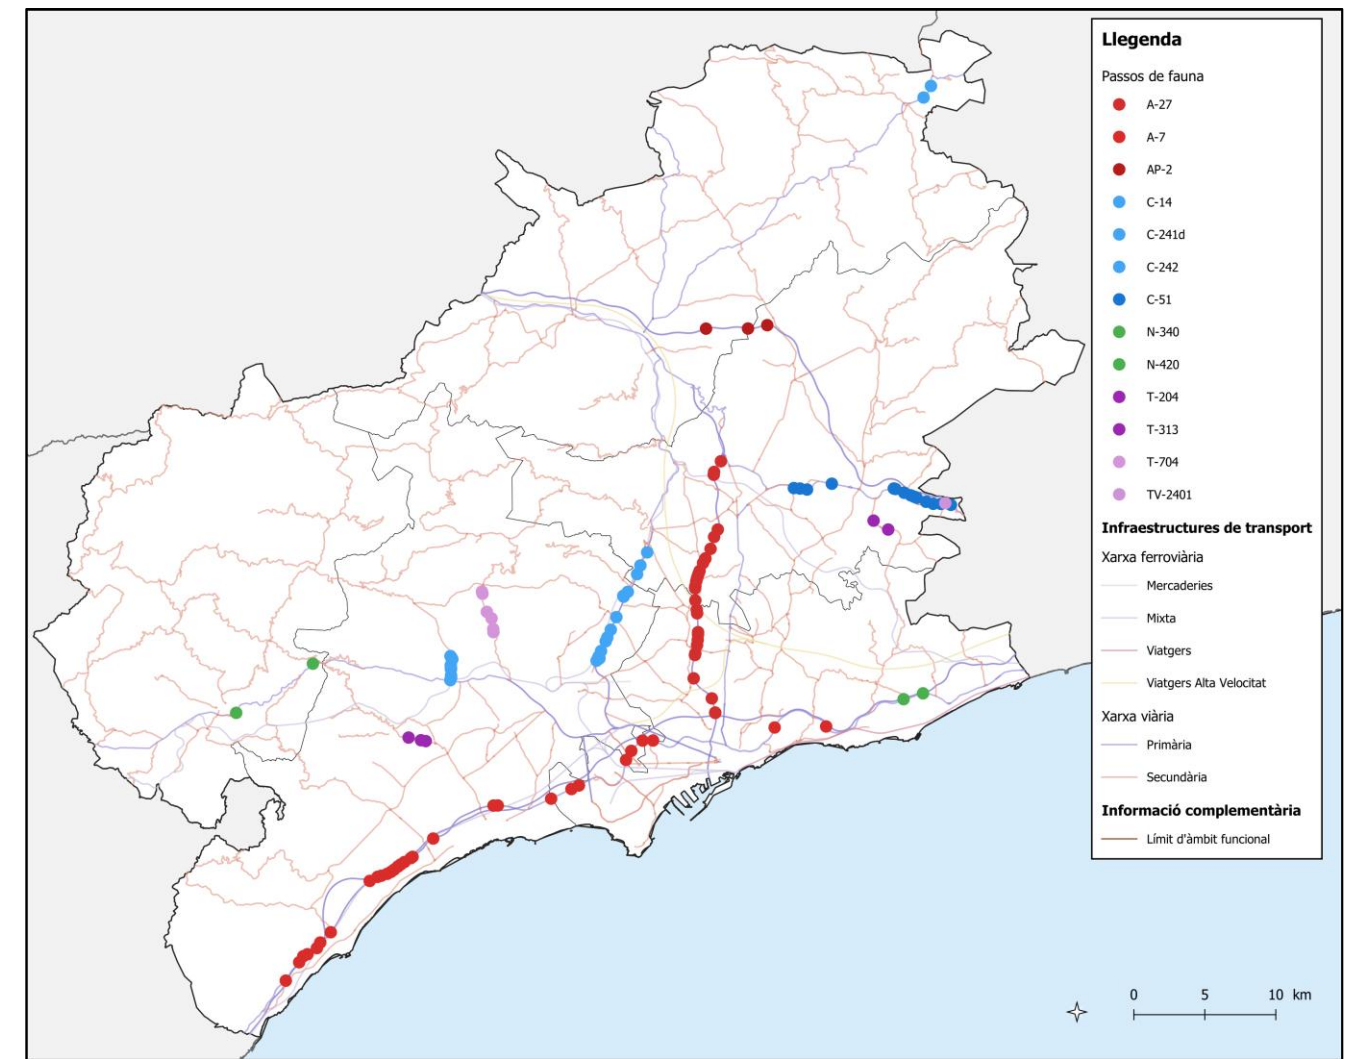 Llegenda
Passos de fauna
A-27
A-7
AP-2
C-14
C-241d
C-242
C-51
N-340
N-420
T-204
T-313
T-704
TV-2401
Infraestructures de transport
Xarxa ferroviària
Mercaderies
Mixta
Viatgers
Viatgers Alta Velocitat
Xarxa viària
Primària
Secundària
Informació complementària
Límit d'àmbit funcional
0 5 10 km